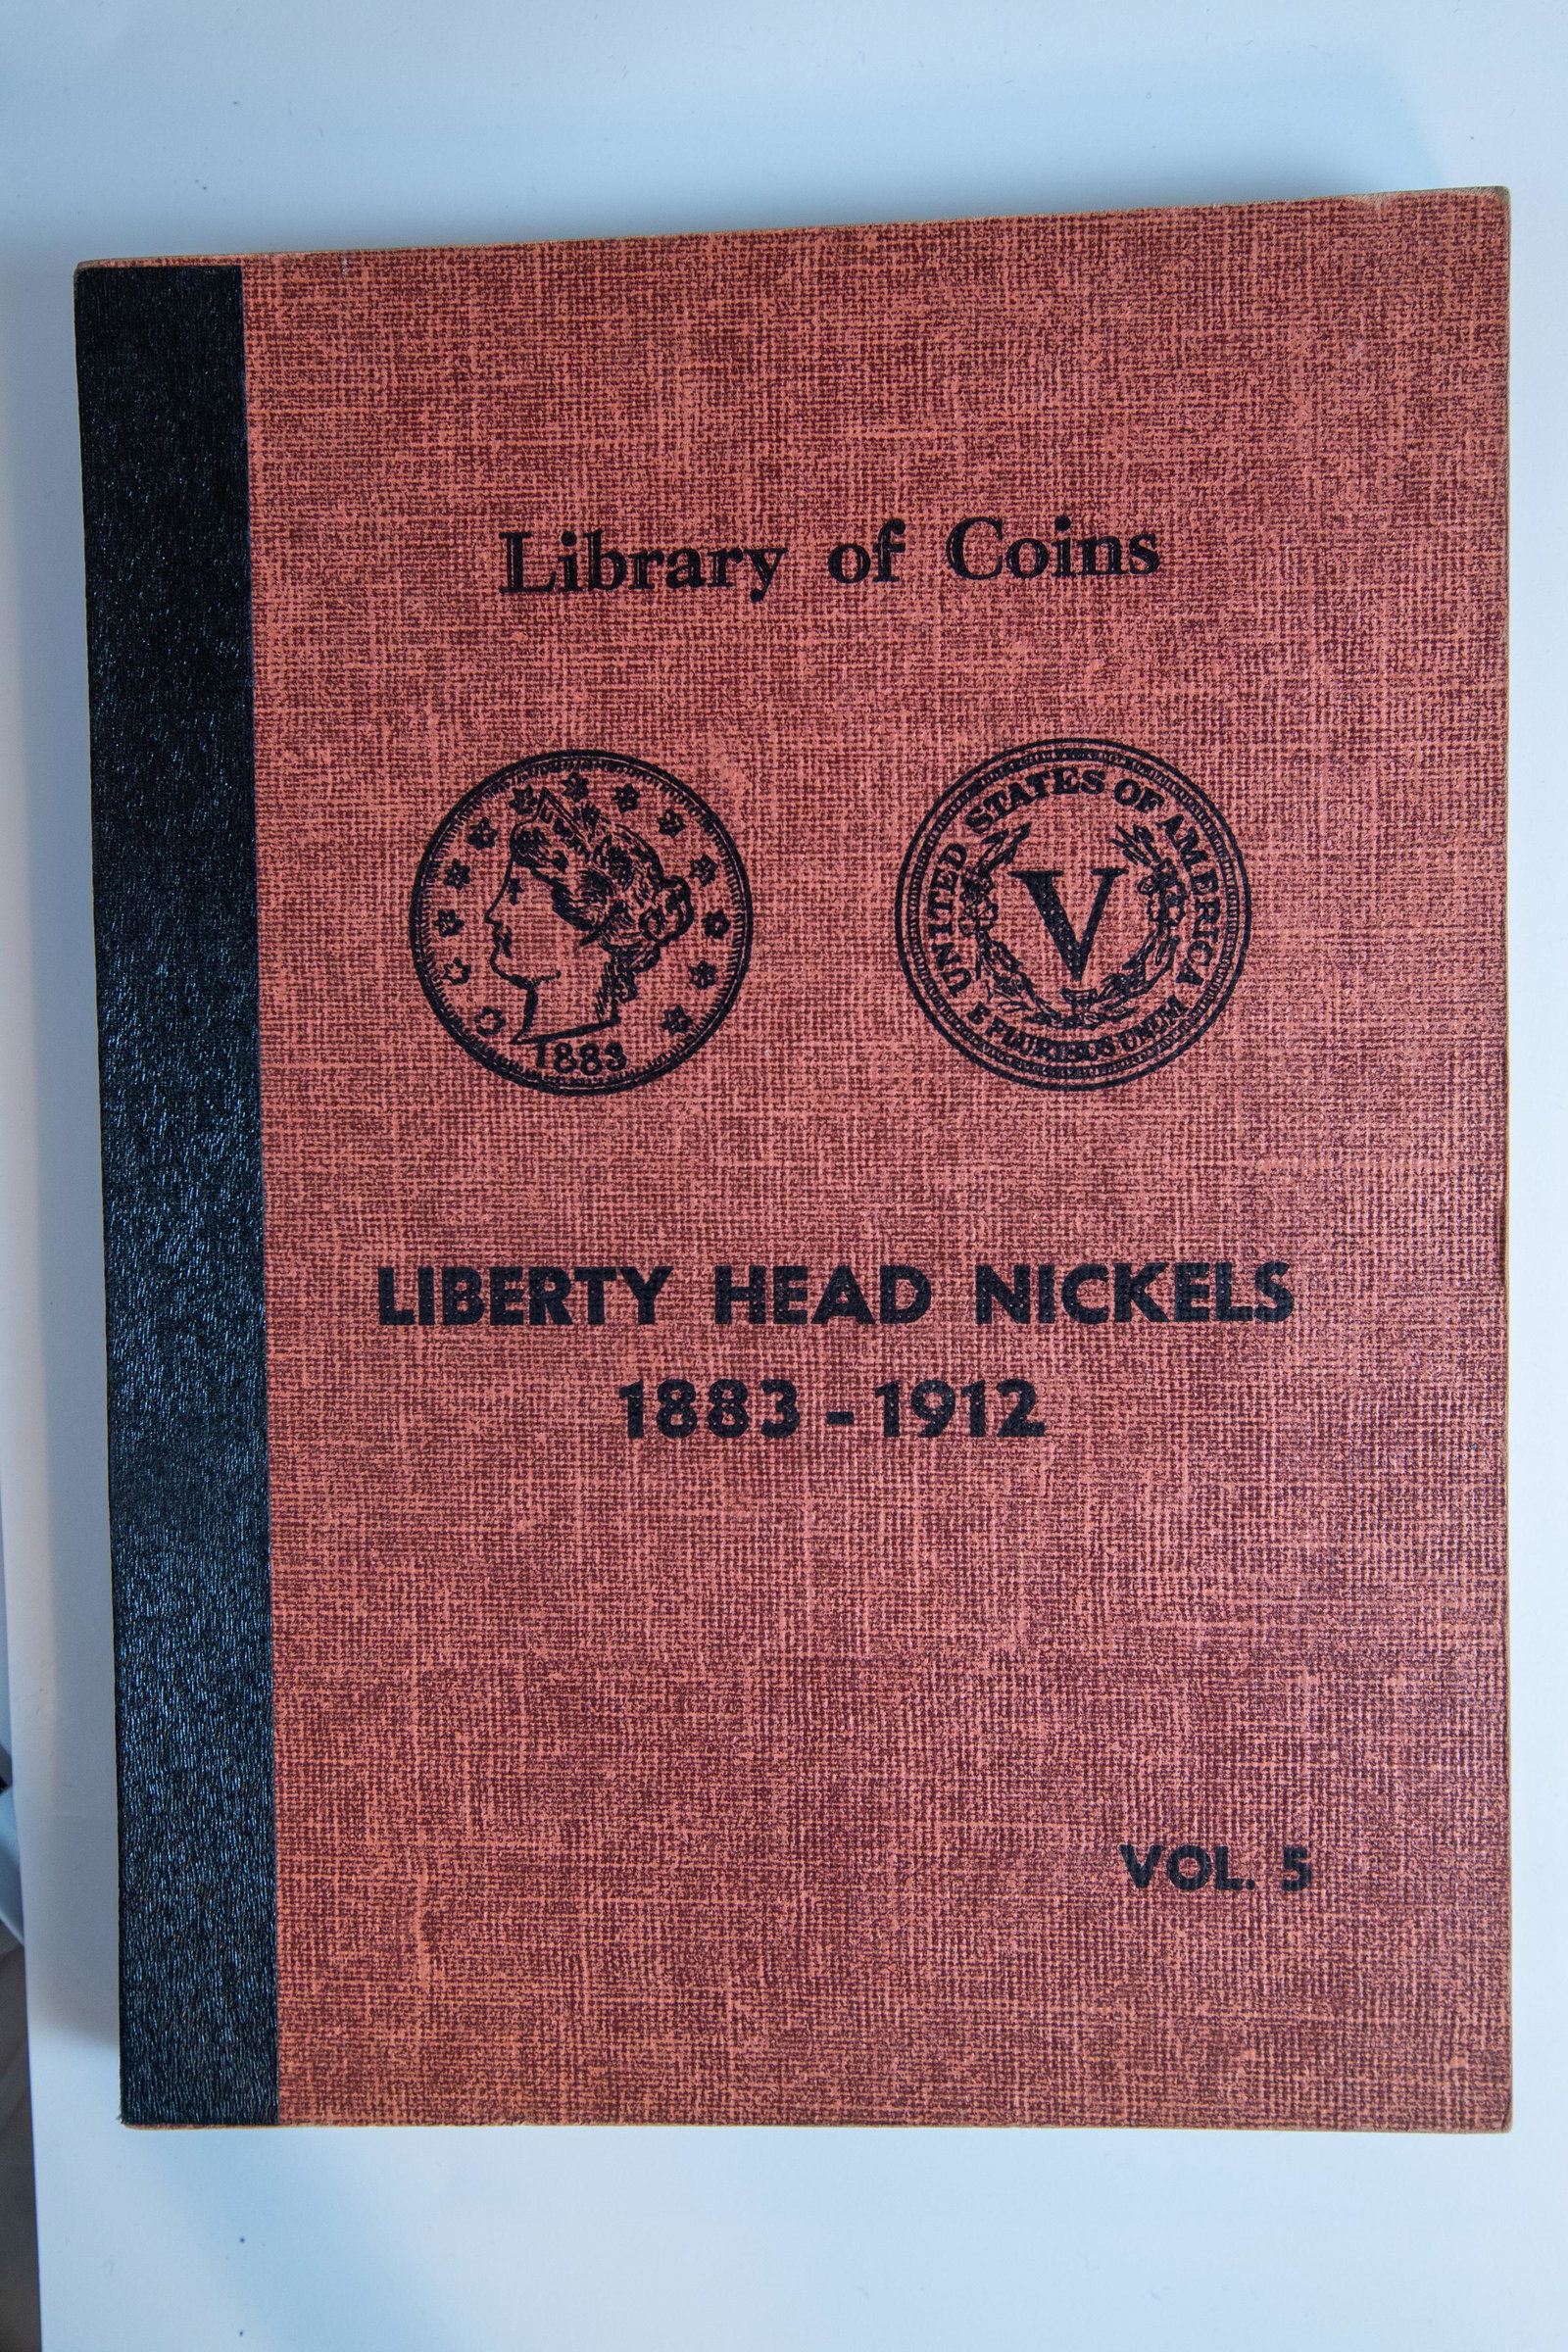 Library of Coins
1883
UNITED STATES OF AMERICA
V
E PLURIBUS UNUM
LIBERTY HEAD NICKELS
1883 - 1912
VOL. 5